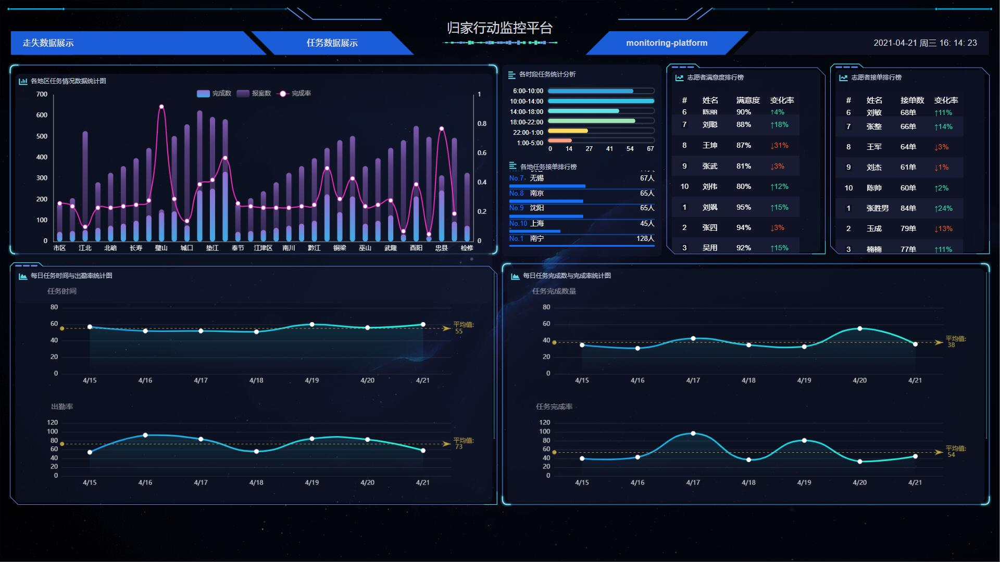 归家行动监控平台
走失数据展示
任务数据展示
monitoring-platform
2021-04-21 周三 16: 14: 23
各地区任务情况数据统计图
完成数 报案数 完成率
700
600
500
400
300
200
100
0
1
0.8
0.6
0.4
0.2
0
市区 江北 北碚 长寿 璧山 城口 垫江 奉节 江津区 南川 黔江 铜梁 巫山 武隆 酉阳 忠县 检修
各时段任务统计分析
6:00-10:00
10:00-14:00
14:00-18:00
18:00-22:00
22:00-1:00
1:00-5:00
0 14 27 41 54 67
各地任务接单排行榜
No.7 无锡 67人
No.8 南京 65人
No.9 沈阳 65人
No.10 上海 45人
No.1 南宁 128人
志愿者满意度排行榜
# 姓名 满意度 变化率
6 陈丽 90% ↑4%
7 刘聪 88% ↑18%
8 王坤 87% ↓31%
9 张武 81% ↓3%
10 刘伟 80% ↑12%
1 刘飒 95% ↑15%
2 张四 94% ↓3%
3 吴用 92% ↑15%
志愿者接单排行榜
# 姓名 接单数 变化率
6 刘敏 68单 ↑11%
7 张整 66单 ↑14%
8 王军 64单 ↓3%
9 刘杰 61单 ↓1%
10 陈帅 60单 ↑2%
1 张胜男 84单 ↑24%
2 玉成 79单 ↓13%
3 楠楠 77单 ↑11%
每日任务时间与出勤率统计图
任务时间
80
60
40
20
0
平均值:
55
4/15 4/16 4/17 4/18 4/19 4/20 4/21
出勤率
120
100
80
60
40
20
0
平均值:
73
4/15 4/16 4/17 4/18 4/19 4/20 4/21
每日任务完成数与完成率统计图
任务完成数量
80
60
40
20
0
平均值:
38
4/15 4/16 4/17 4/18 4/19 4/20 4/21
任务完成率
120
100
80
60
40
20
0
平均值:
54
4/15 4/16 4/17 4/18 4/19 4/20 4/21